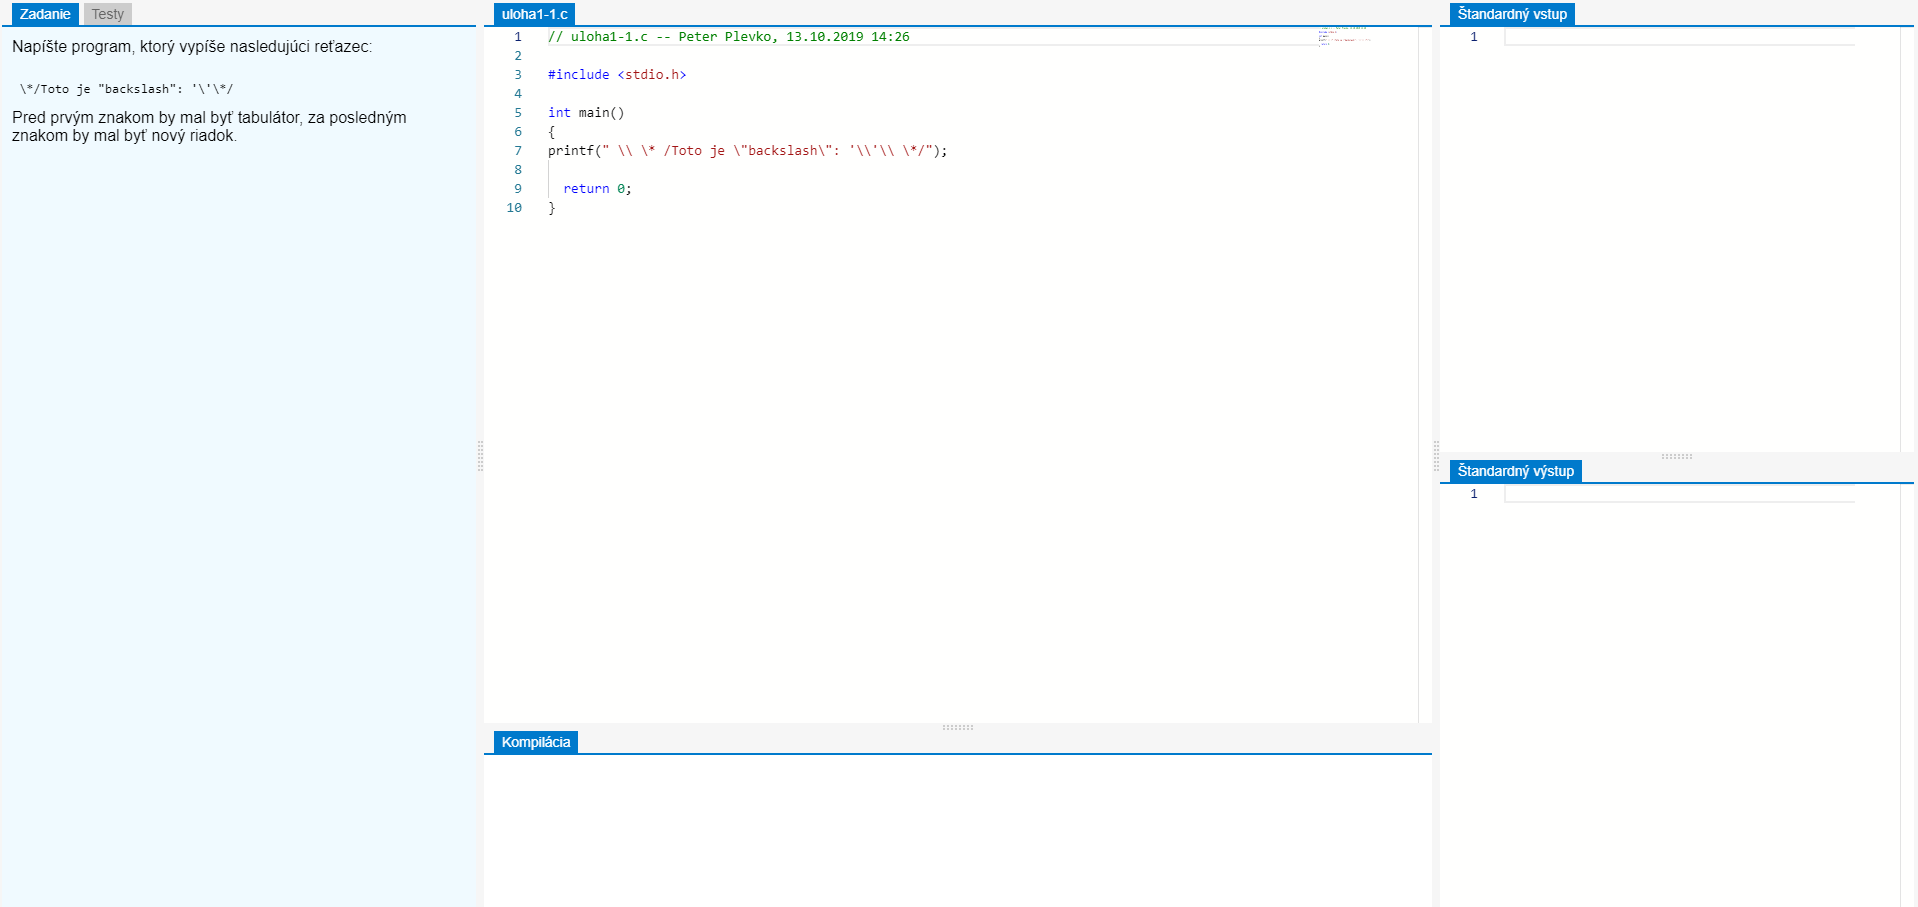 Zadanie Testy
Napíšte program, ktorý vypíše nasledujúci reťazec:
\*/Toto je "backslash": '\'\*/
Pred prvým znakom by mal byť tabulátor, za posledným
znakom by mal byť nový riadok.
uloha1-1.c
1 // uloha1-1.c -- Peter Plevko, 13.10.2019 14:26
2
3 #include <stdio.h>
4
5 int main()
6 {
7 printf(" \\ \* /Toto je \"backslash\": '\\'\\ \*/");
8
9 return 0;
10 }
Kompilácia
Štandardný vstup
1
Štandardný výstup
1